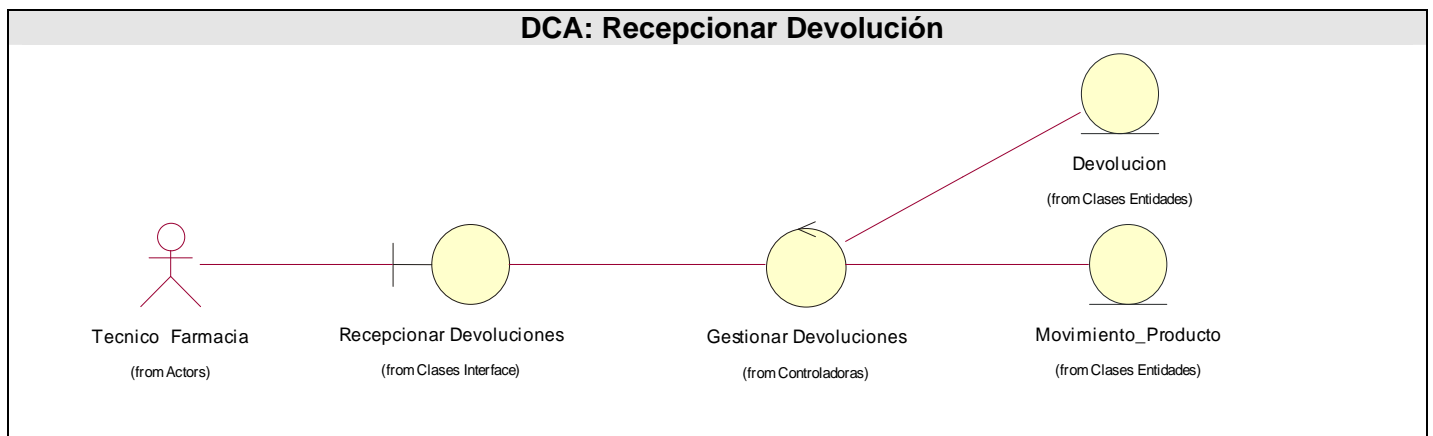 DCA: Recepcionar Devolución
Devolucion
(from Clases Entidades)
Tecnico Farmacia
(from Actors)
Recepcionar Devoluciones
(from Clases Interface)
Gestionar Devoluciones
(from Controladoras)
Movimiento_Producto
(from Clases Entidades)